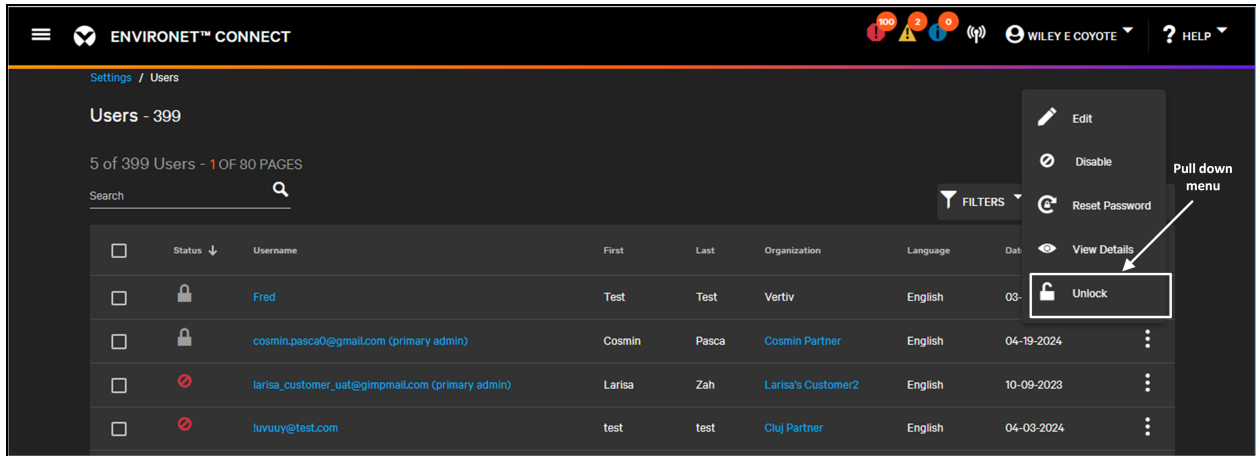 100 2 0
ENVIRONET™ CONNECT
WILEY E COYOTE
? HELP
Settings / Users
Users - 399
5 of 399 Users - 1 OF 80 PAGES
Search
FILTERS
Edit
Disable
Reset Password
View Details
Unlock
Pull down
menu
Status Username First Last Organization Language Dat
Fred Test Test Vertiv English 03-
cosmin.pasca0@gmail.com (primary admin) Cosmin Pasca Cosmin Partner English 04-19-2024
larisa_customer_uat@gimpmail.com (primary admin) Larisa Zah Larisa's Customer2 English 10-09-2023
!uvuuy@test.com test test Cluj Partner English 04-03-2024